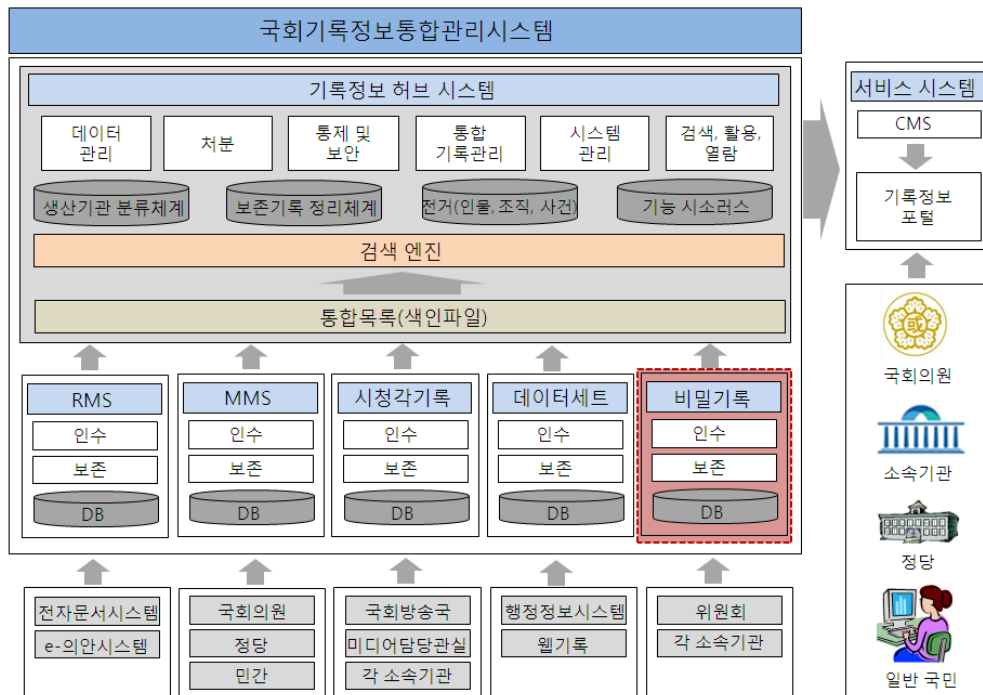 국회기록정보통합관리시스템
기록정보 허브 시스템
데이터
관리
처분
통제 및
보안
통합
기록관리
시스템
관리
검색, 활용,
열람
생산기관 분류체계
보존기록 정리체계
전거(인물, 조직, 사건)
기능 시소러스
검색 엔진
통합목록(색인파일)
RMS
인수
보존
DB
MMS
인수
보존
DB
시청각기록
인수
보존
DB
데이터세트
인수
보존
DB
비밀기록
인수
보존
DB
전자문서시스템
e-의안시스템
국회의원
정당
민간
국회방송국
미디어담당관실
각 소속기관
행정정보시스템
웹기록
위원회
각 소속기관
서비스 시스템
CMS
기록정보
포털
國
국회의원
소속기관
정당
일반 국민